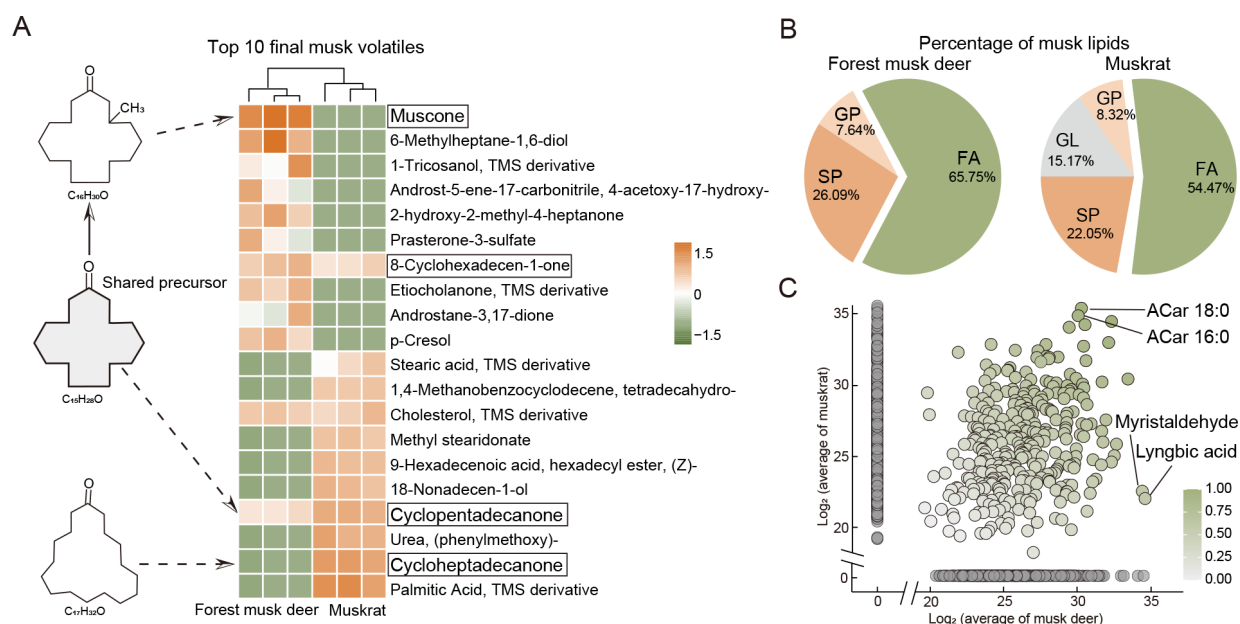 A
Top 10 final musk volatiles
O
CH₃
C₁₆H₃₀O
Shared precursor
O
C₁₅H₂₈O
O
C₁₇H₃₂O
Muscone
6-Methylheptane-1,6-diol
1-Tricosanol, TMS derivative
Androst-5-ene-17-carbonitrile, 4-acetoxy-17-hydroxy-
2-hydroxy-2-methyl-4-heptanone
Prasterone-3-sulfate
8-Cyclohexadecen-1-one
Etiocholanone, TMS derivative
Androstane-3,17-dione
p-Cresol
Stearic acid, TMS derivative
1,4-Methanobenzocyclodecene, tetradecahydro-
Cholesterol, TMS derivative
Methyl stearidonate
9-Hexadecenoic acid, hexadecyl ester, (Z)-
18-Nonadecen-1-ol
Cyclopentadecanone
Urea, (phenylmethoxy)-
Cycloheptadecanone
Palmitic Acid, TMS derivative
Forest musk deer Muskrat
1.5
0
−1.5
B
Percentage of musk lipids
Forest musk deer
GP
7.64%
SP
26.09%
FA
65.75%
Muskrat
GP
8.32%
GL
15.17%
SP
22.05%
FA
54.47%
C
Log₂ (average of muskrat)
35
30
25
20
0
ACar 18:0
ACar 16:0
Myristaldehyde
Lyngbic acid
1.00
0.75
0.50
0.25
0.00
0 20 25 30 35
Log₂ (average of musk deer)